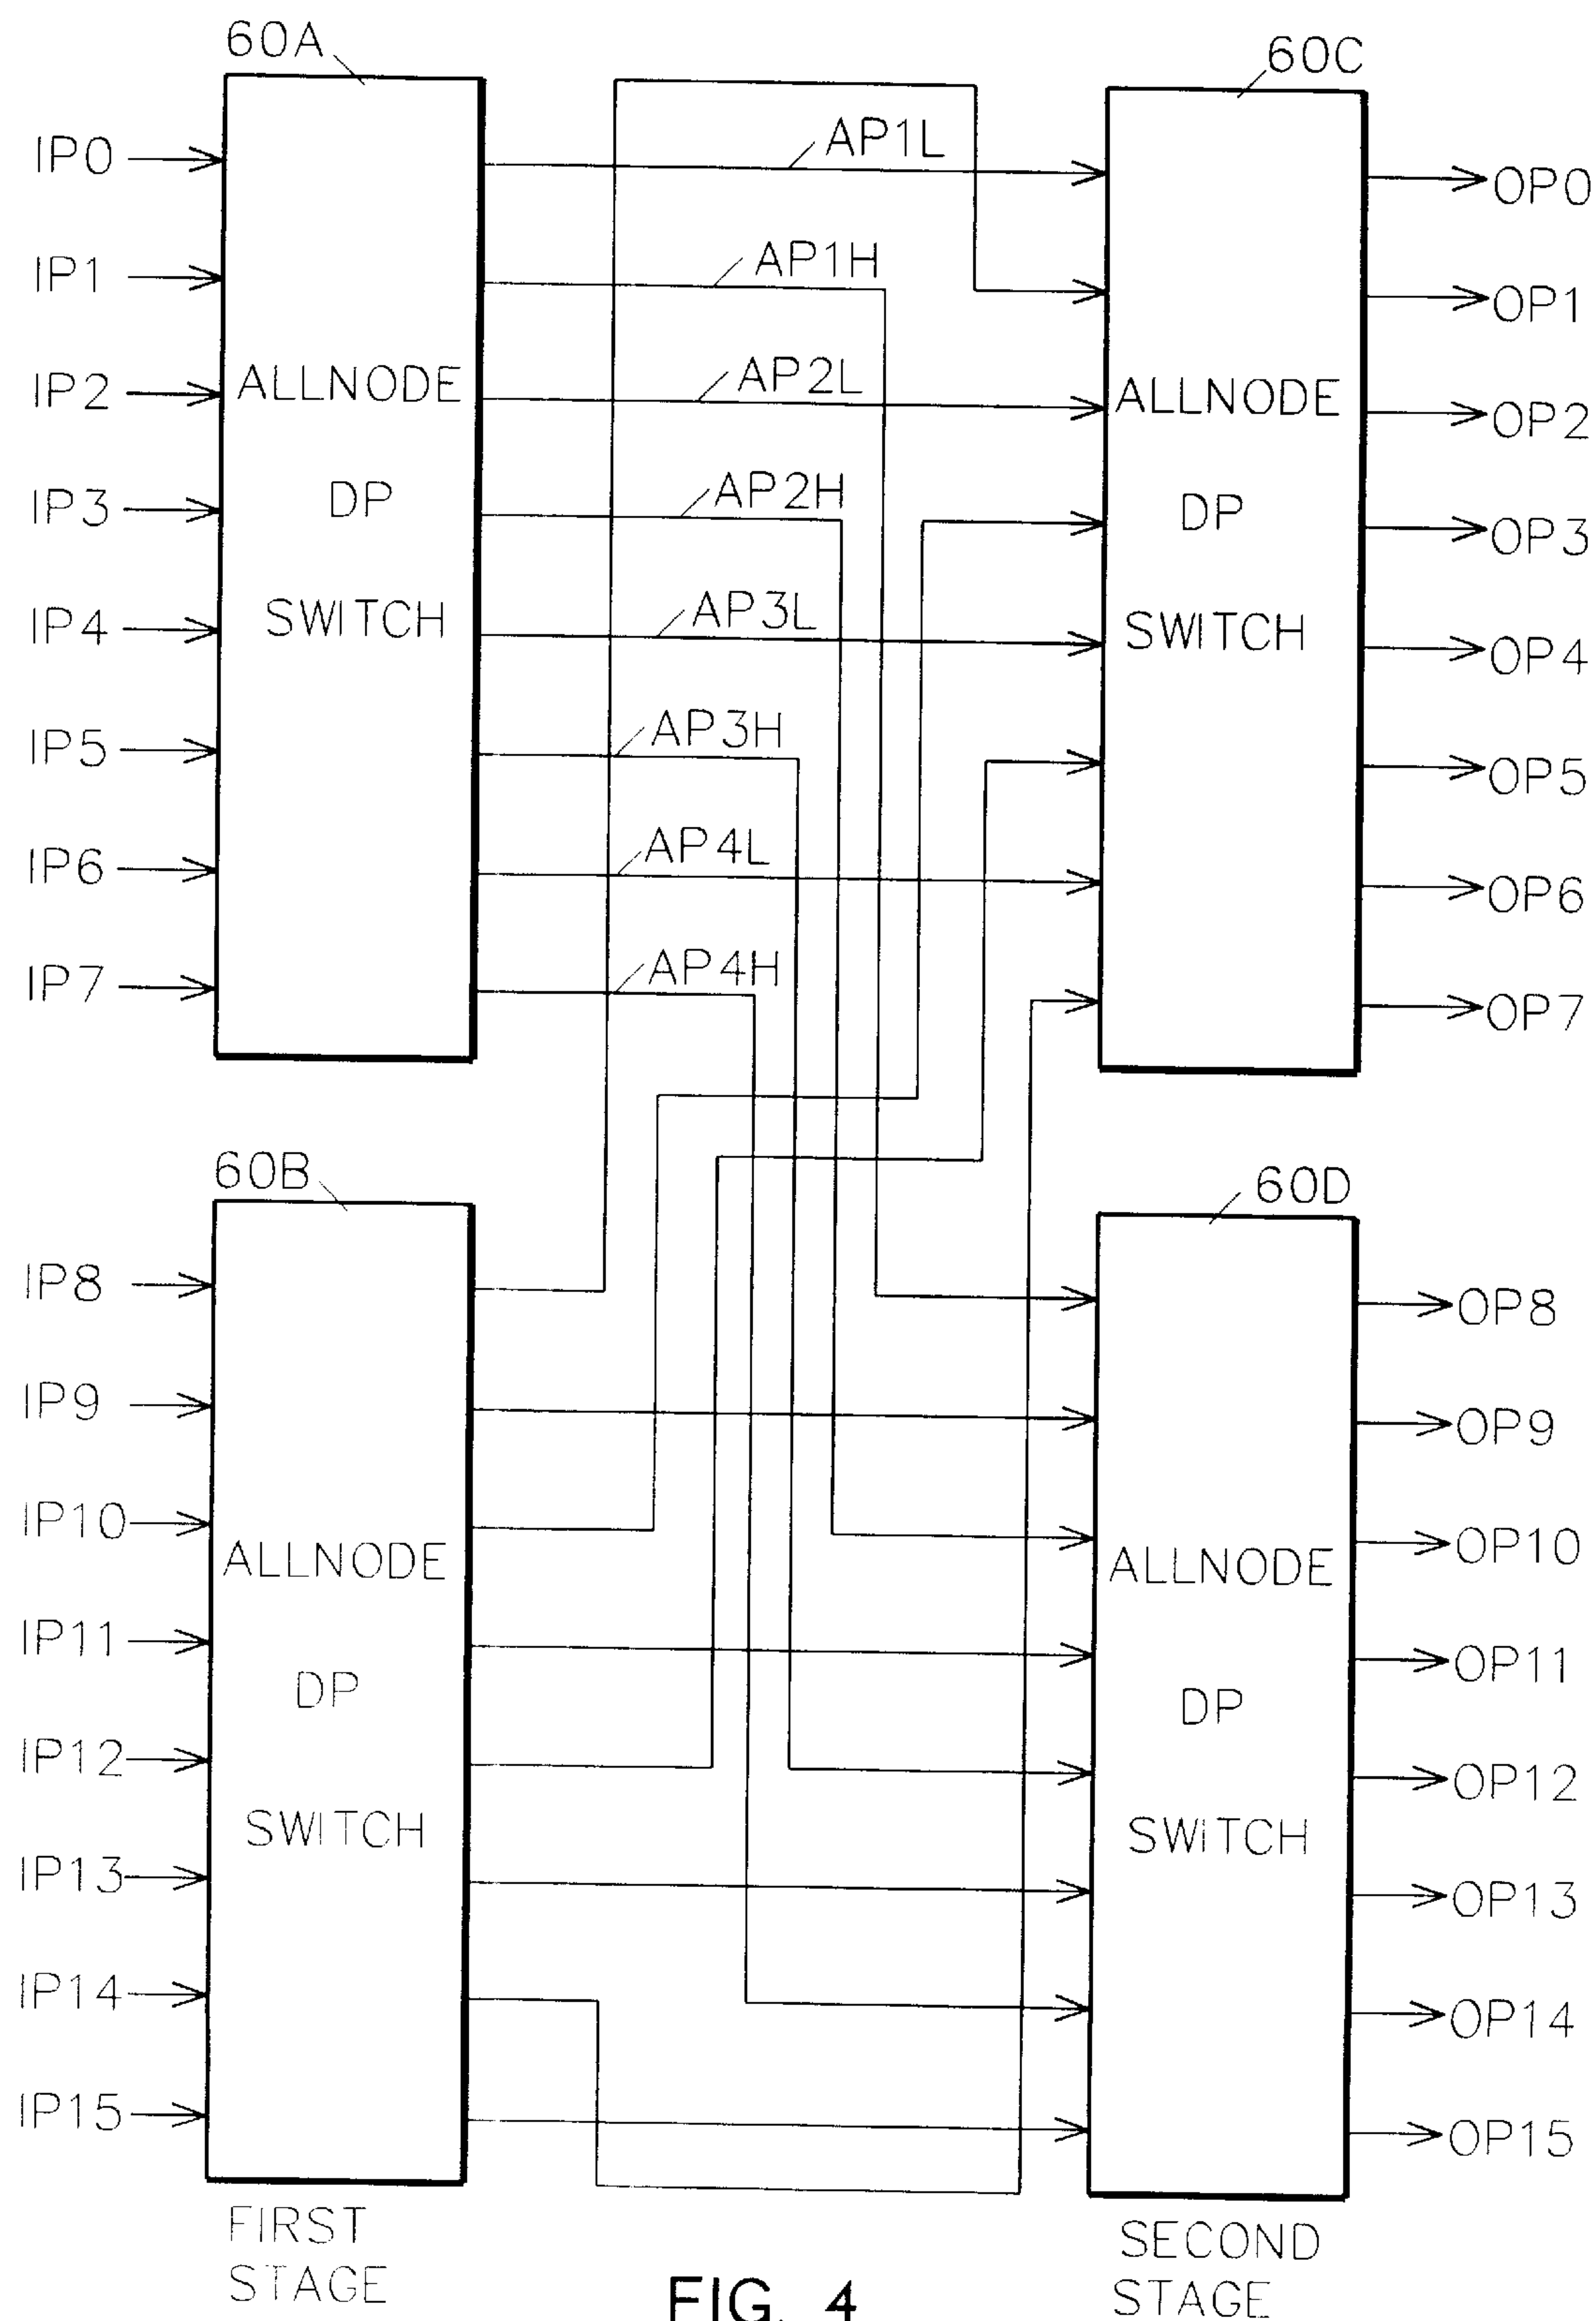 60A
60C
IP0
AP1L
OP0
IP1
AP1H
OP1
IP2
ALLNODE
AP2L
ALLNODE
OP2
IP3
DP
AP2H
DP
OP3
IP4
SWITCH
AP3L
SWITCH
OP4
IP5
AP3H
OP5
IP6
AP4L
OP6
IP7
AP4H
OP7
60B
60D
IP8
OP8
IP9
OP9
IP10
ALLNODE
ALLNODE
OP10
IP11
DP
DP
OP11
IP12
OP12
SWITCH
SWITCH
IP13
OP13
IP14
OP14
IP15
OP15
FIRST
STAGE
SECOND
STAGE
FIG. 4